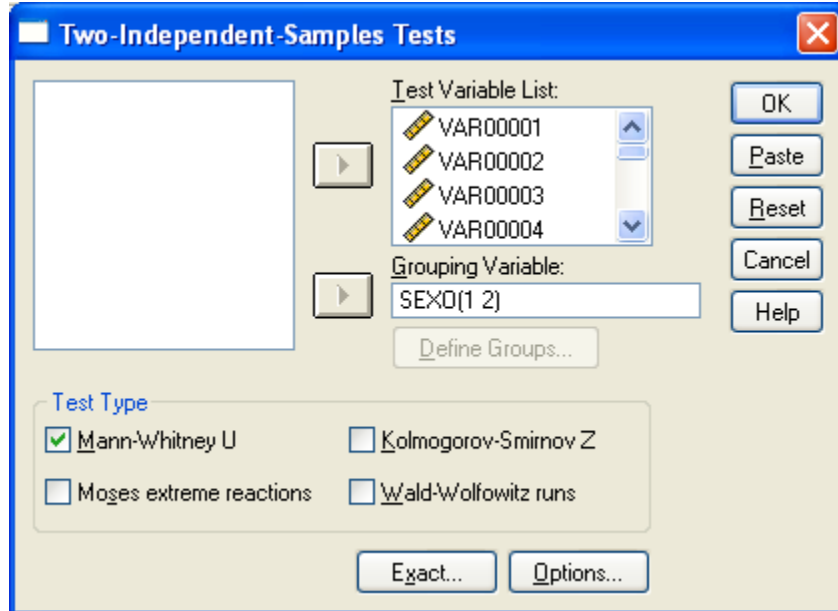 Two-Independent-Samples Tests
Test Variable List:
VAR00001
VAR00002
VAR00003
VAR00004
Grouping Variable:
SEXO(1 2)
Define Groups...
OK
Paste
Reset
Cancel
Help
Test Type
Mann-Whitney U
Kolmogorov-Smirnov Z
Moses extreme reactions
Wald-Wolfowitz runs
Exact...
Options...